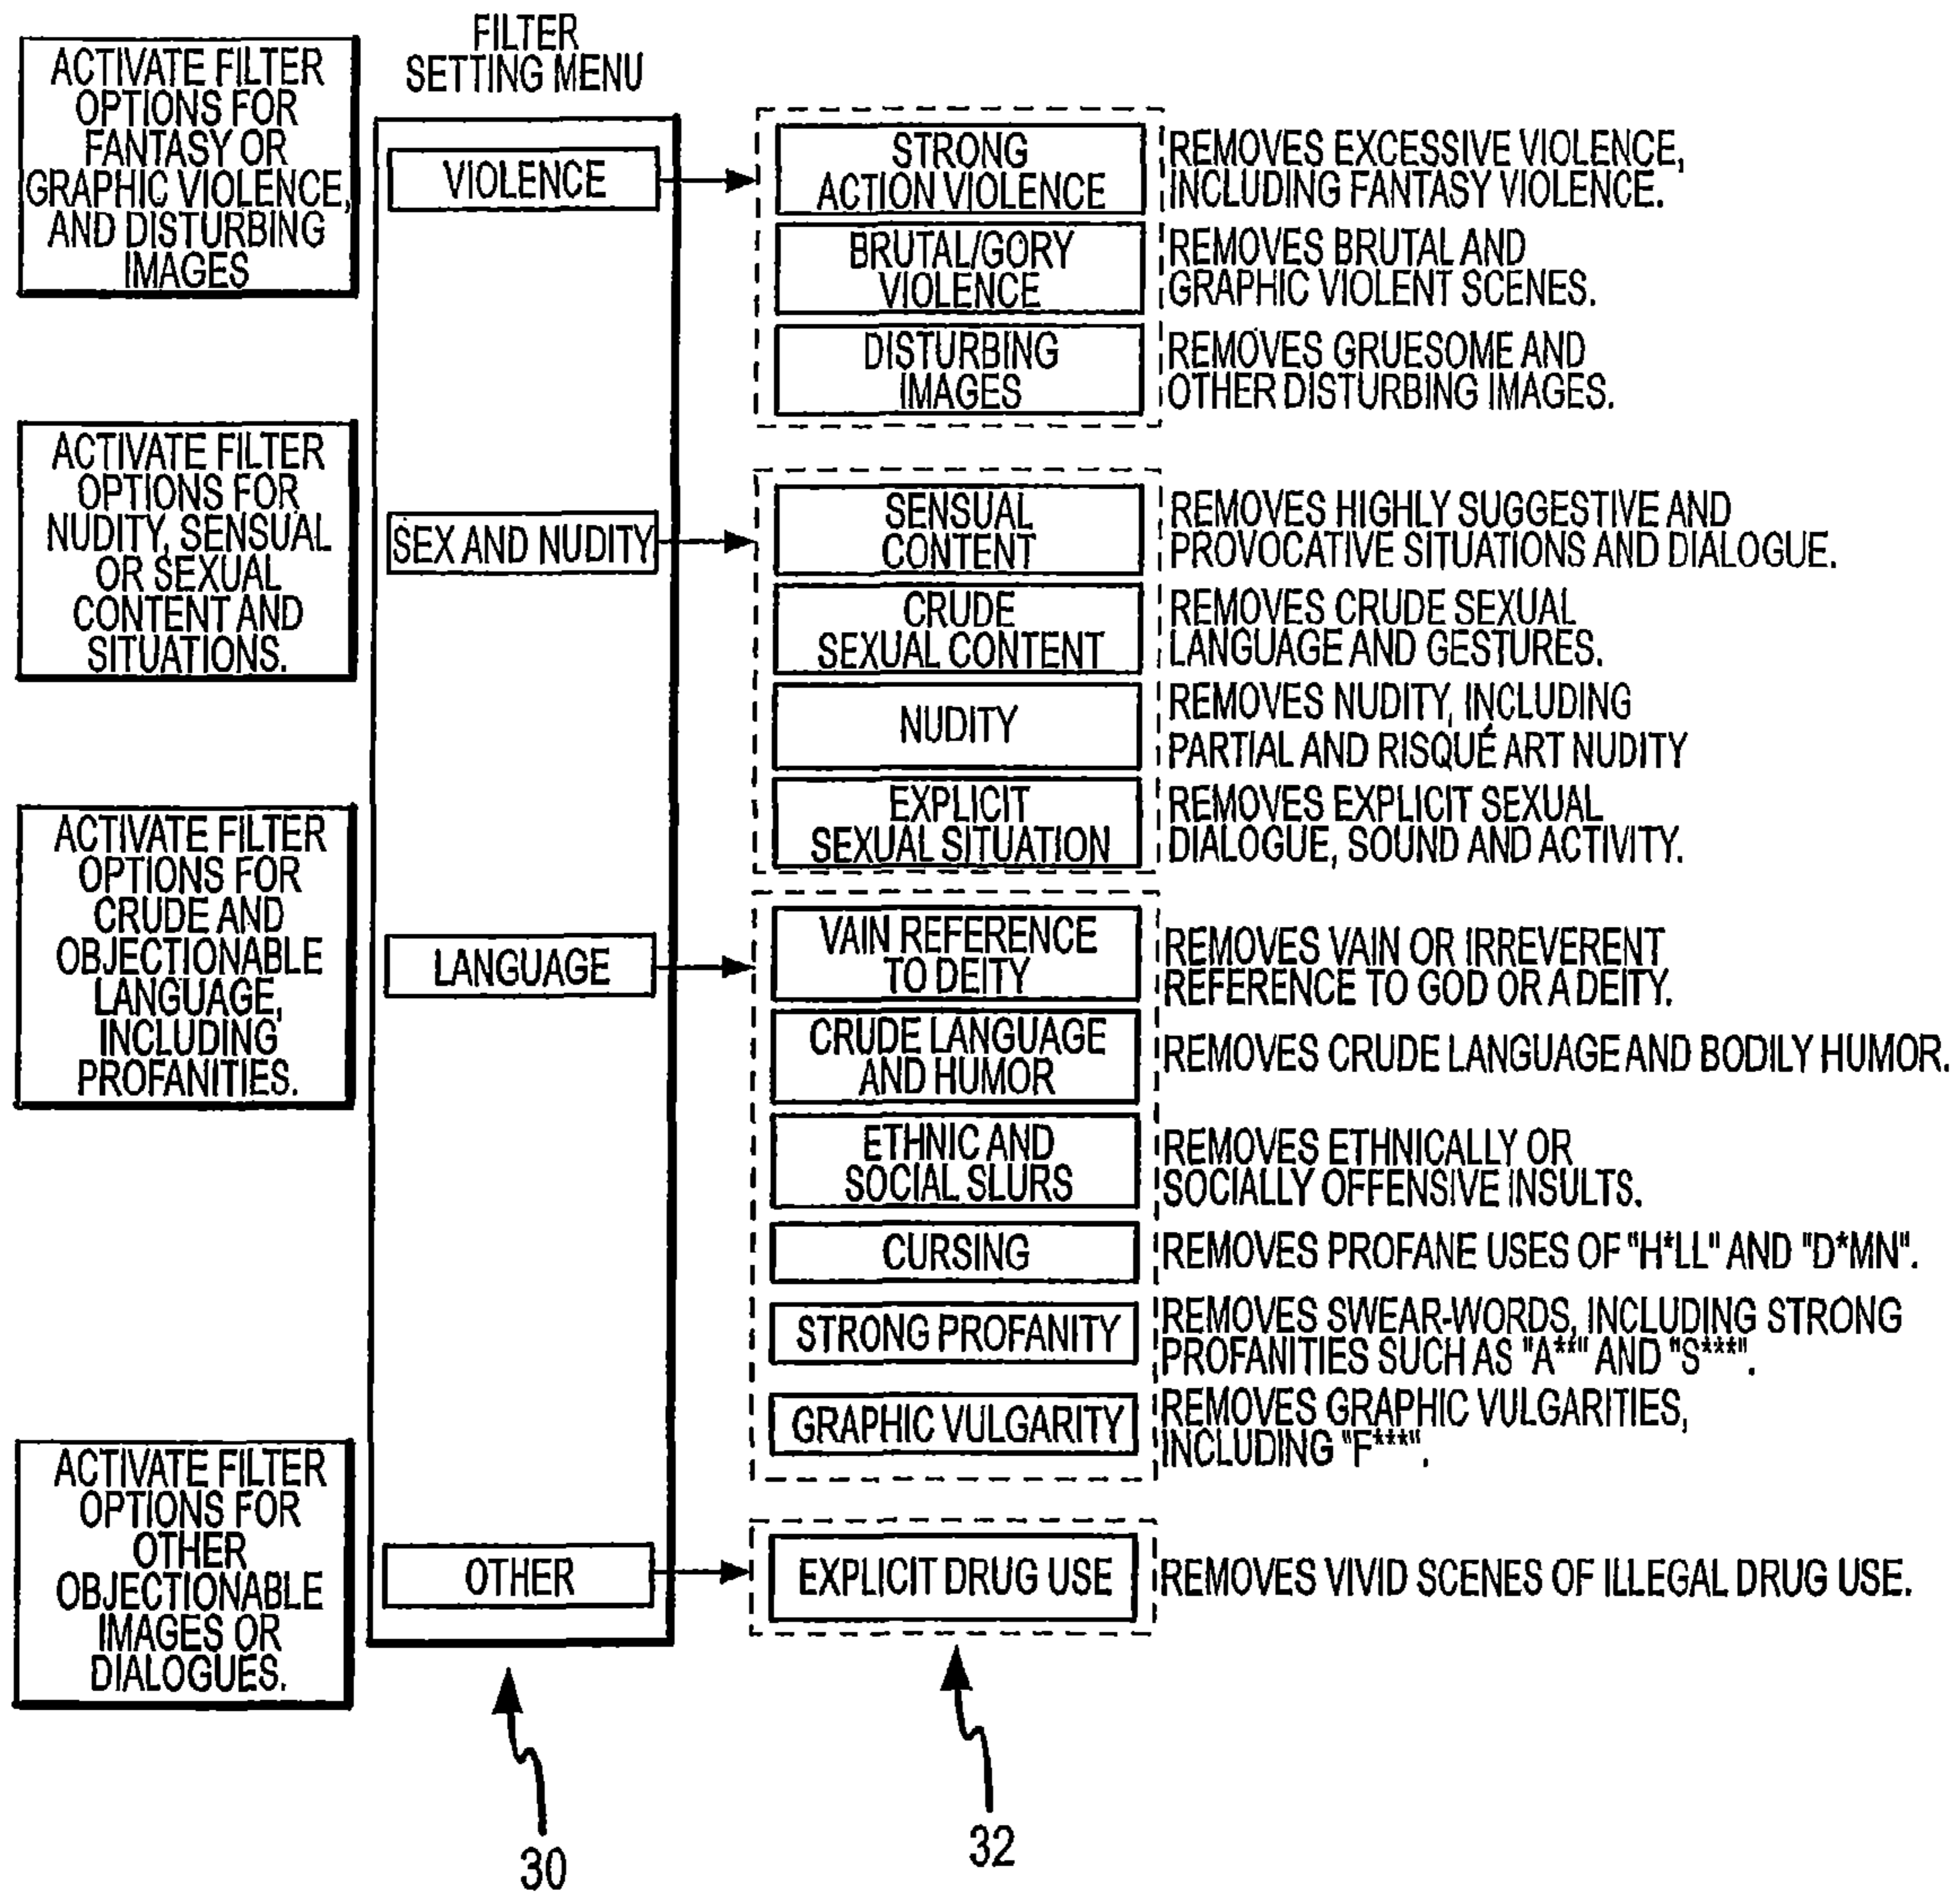 FILTER
SETTING MENU
ACTIVATE FILTER
OPTIONS FOR
FANTASY OR
GRAPHIC VIOLENCE,
AND DISTURBING
IMAGES
VIOLENCE
STRONG
ACTION VIOLENCE
REMOVES EXCESSIVE VIOLENCE,
INCLUDING FANTASY VIOLENCE.
BRUTAL/GORY
VIOLENCE
REMOVES BRUTAL AND
GRAPHIC VIOLENT SCENES.
DISTURBING
IMAGES
REMOVES GRUESOME AND
OTHER DISTURBING IMAGES.
ACTIVATE FILTER
OPTIONS FOR
NUDITY, SENSUAL
OR SEXUAL
CONTENT AND
SITUATIONS.
SEX AND NUDITY
SENSUAL
CONTENT
REMOVES HIGHLY SUGGESTIVE AND
PROVOCATIVE SITUATIONS AND DIALOGUE.
CRUDE
SEXUAL CONTENT
REMOVES CRUDE SEXUAL
LANGUAGE AND GESTURES.
NUDITY
REMOVES NUDITY, INCLUDING
PARTIAL AND RISQUÉ ART NUDITY
EXPLICIT
SEXUAL SITUATION
REMOVES EXPLICIT SEXUAL
DIALOGUE, SOUND AND ACTIVITY.
ACTIVATE FILTER
OPTIONS FOR
CRUDE AND
OBJECTIONABLE
LANGUAGE,
INCLUDING
PROFANITIES.
LANGUAGE
VAIN REFERENCE
TO DEITY
REMOVES VAIN OR IRREVERENT
REFERENCE TO GOD OR A DEITY.
CRUDE LANGUAGE
AND HUMOR
REMOVES CRUDE LANGUAGE AND BODILY HUMOR.
ETHNIC AND
SOCIAL SLURS
REMOVES ETHNICALLY OR
SOCIALLY OFFENSIVE INSULTS.
CURSING
REMOVES PROFANE USES OF "H*LL" AND "D*MN".
STRONG PROFANITY
REMOVES SWEAR-WORDS, INCLUDING STRONG
PROFANITIES SUCH AS "A**" AND "S***".
GRAPHIC VULGARITY
REMOVES GRAPHIC VULGARITIES,
INCLUDING "F***".
ACTIVATE FILTER
OPTIONS FOR
OTHER
OBJECTIONABLE
IMAGES OR
DIALOGUES.
OTHER
EXPLICIT DRUG USE
REMOVES VIVID SCENES OF ILLEGAL DRUG USE.
30
32